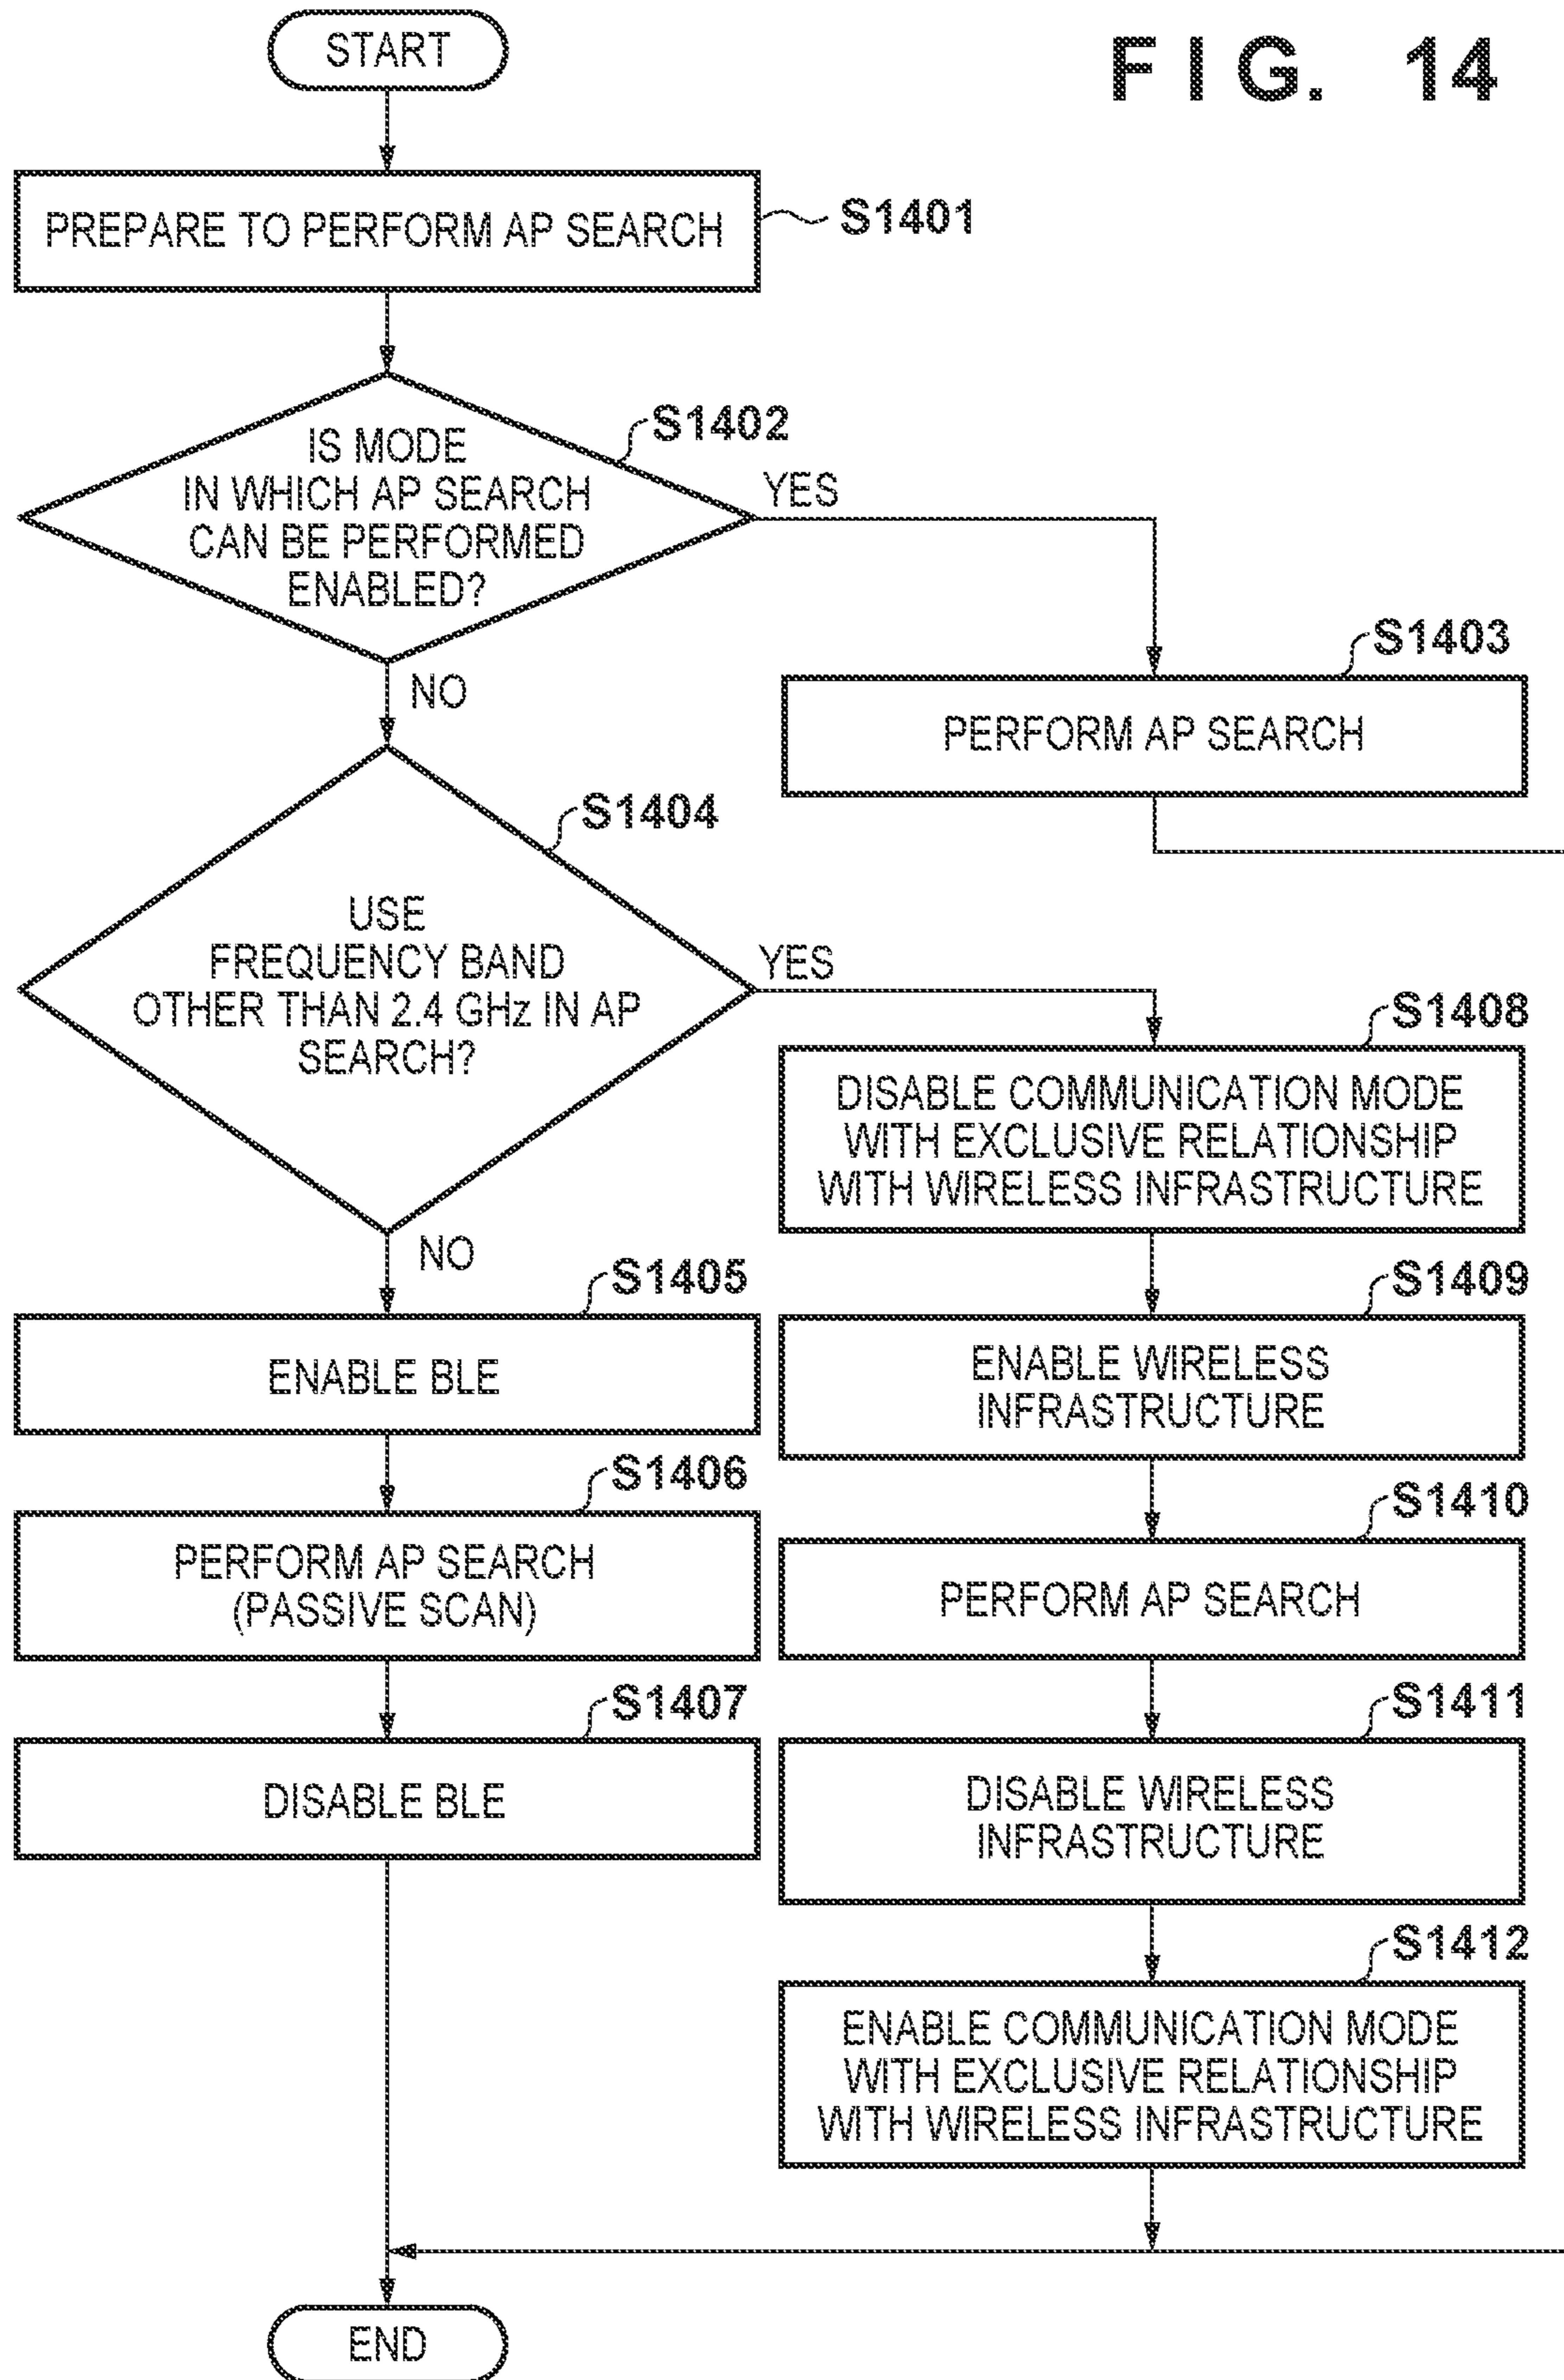 FIG. 14
START
PREPARE TO PERFORM AP SEARCH
S1401
S1402
IS MODE
IN WHICH AP SEARCH
CAN BE PERFORMED
ENABLED?
YES
NO
S1403
PERFORM AP SEARCH
S1404
USE
FREQUENCY BAND
OTHER THAN 2.4 GHz IN AP
SEARCH?
YES
NO
S1405
ENABLE BLE
S1406
PERFORM AP SEARCH
(PASSIVE SCAN)
S1407
DISABLE BLE
S1408
DISABLE COMMUNICATION MODE
WITH EXCLUSIVE RELATIONSHIP
WITH WIRELESS INFRASTRUCTURE
S1409
ENABLE WIRELESS
INFRASTRUCTURE
S1410
PERFORM AP SEARCH
S1411
DISABLE WIRELESS
INFRASTRUCTURE
S1412
ENABLE COMMUNICATION MODE
WITH EXCLUSIVE RELATIONSHIP
WITH WIRELESS INFRASTRUCTURE
END